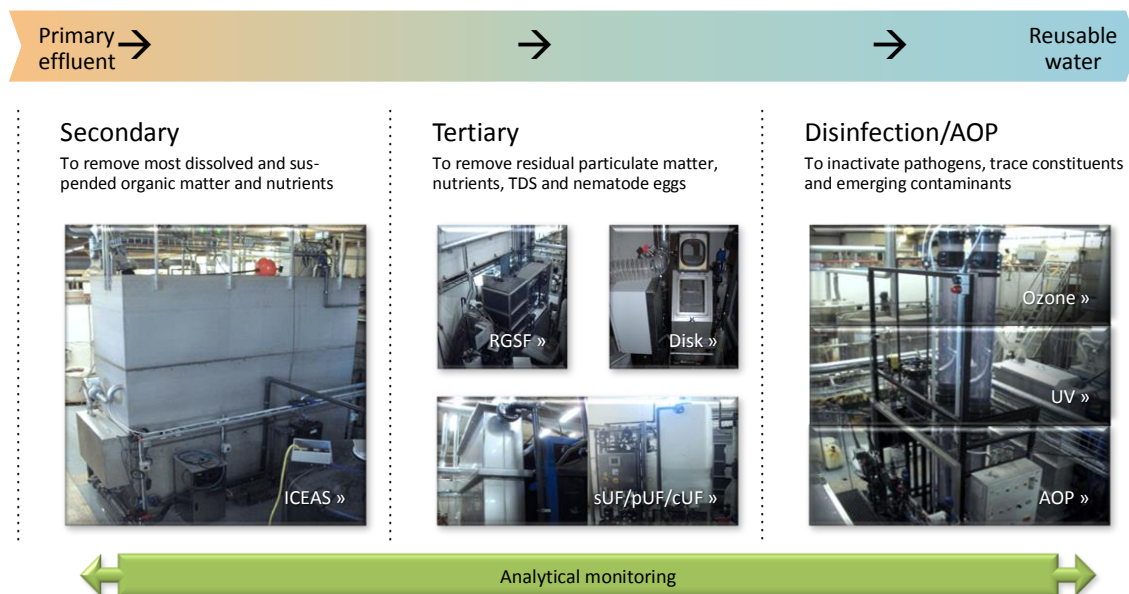 Primary
effluent →
→
→
Reusable
water
Secondary
To remove most dissolved and sus-
pended organic matter and nutrients
Tertiary
To remove residual particulate matter,
nutrients, TDS and nematode eggs
Disinfection/AOP
To inactivate pathogens, trace constituents
and emerging contaminants
ICEAS »
RGSF »
Disk »
sUF/pUF/cUF »
Ozone »
UV »
AOP »
Analytical monitoring